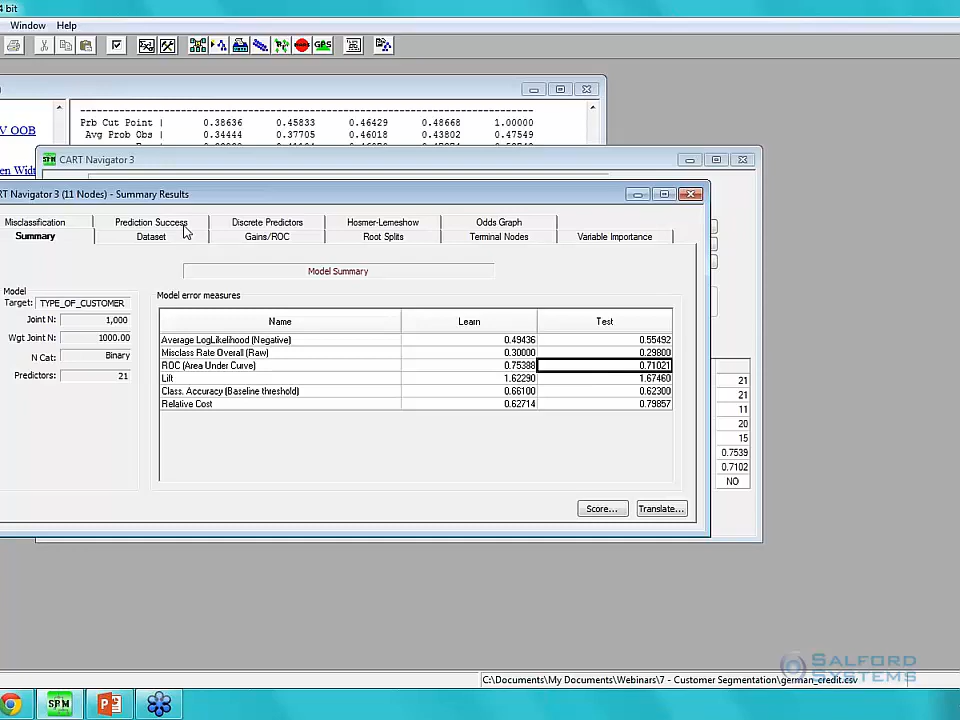 4 bit
Window Help
V OOB
Prb Cut Point | 0.38636 0.45833 0.46429 0.48668 1.00000
Avg Prob Obs | 0.34444 0.37705 0.46018 0.43802 0.47549
CART Navigator 3
RT Navigator 3 (11 Nodes) - Summary Results
Misclassification Prediction Success Discrete Predictors Hosmer-Lemeshow Odds Graph
Summary Dataset Gains/ROC Root Splits Terminal Nodes Variable Importance
Model Summary
Model
Target: TYPE_OF_CUSTOMER
Joint N: 1,000
Wgt Joint N: 1000.00
N Cat: Binary
Predictors: 21
Model error measures
Name Learn Test
Average LogLikelihood (Negative) 0.49436 0.55492
Misclass Rate Overall (Raw) 0.30000 0.29800
ROC (Area Under Curve) 0.75388 0.71021
Lift 1.62290 1.67460
Class. Accuracy (Baseline threshold) 0.66100 0.62300
Relative Cost 0.62714 0.79857
21
21
11
20
15
0.7539
0.7102
NO
Score... Translate...
SALFORD SYSTEMS
C:\Documents\My Documents\Webinars\7 - Customer Segmentation\german_credit.csv
SPM